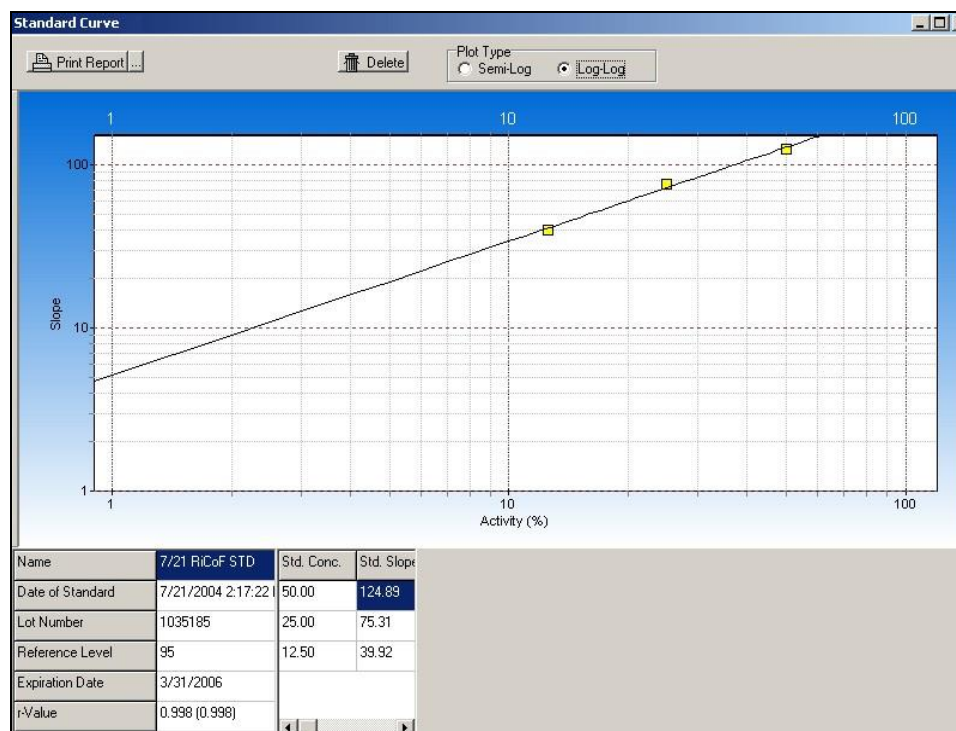 Standard Curve
Print Report ...
Delete
Plot Type
Semi-Log
Log-Log
1 10 100
100
10
1
Slope
1 10 100
Activity (%)
Name 7/21 RiCoF STD Std. Conc. Std. Slope
Date of Standard 7/21/2004 2:17:22 50.00 124.89
Lot Number 1035185 25.00 75.31
Reference Level 95 12.50 39.92
Expiration Date 3/31/2006
r-Value 0.998 (0.998)